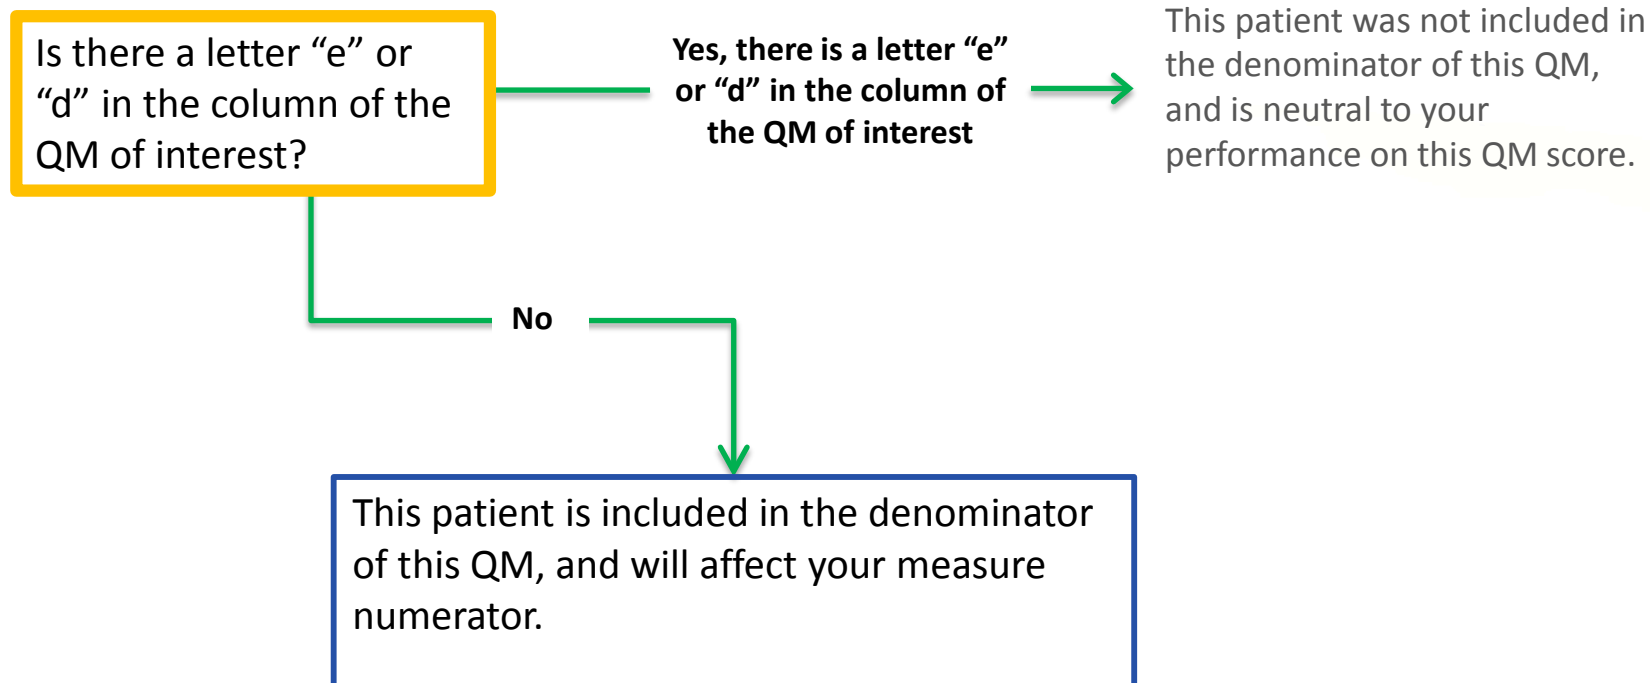 Is there a letter “e” or
“d” in the column of the
QM of interest?
Yes, there is a letter “e”
or “d” in the column of
the QM of interest
This patient was not included in
the denominator of this QM,
and is neutral to your
performance on this QM score.
No
This patient is included in the denominator
of this QM, and will affect your measure
numerator.